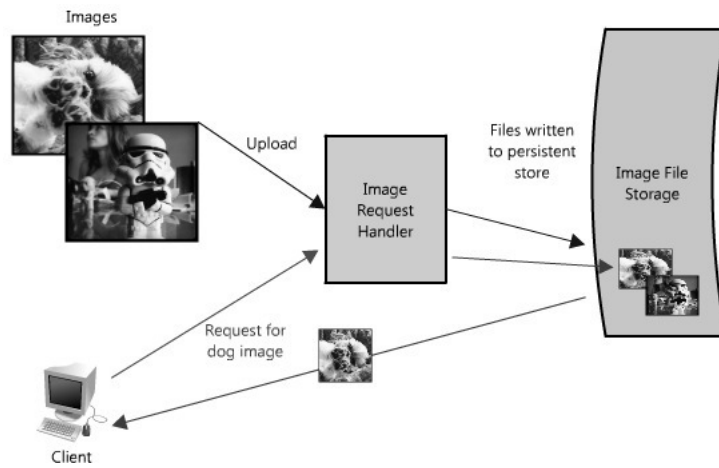 Images
Upload
Files written
to persistent
store
Image
Request
Handler
Image File
Storage
Request for
dog image
Client